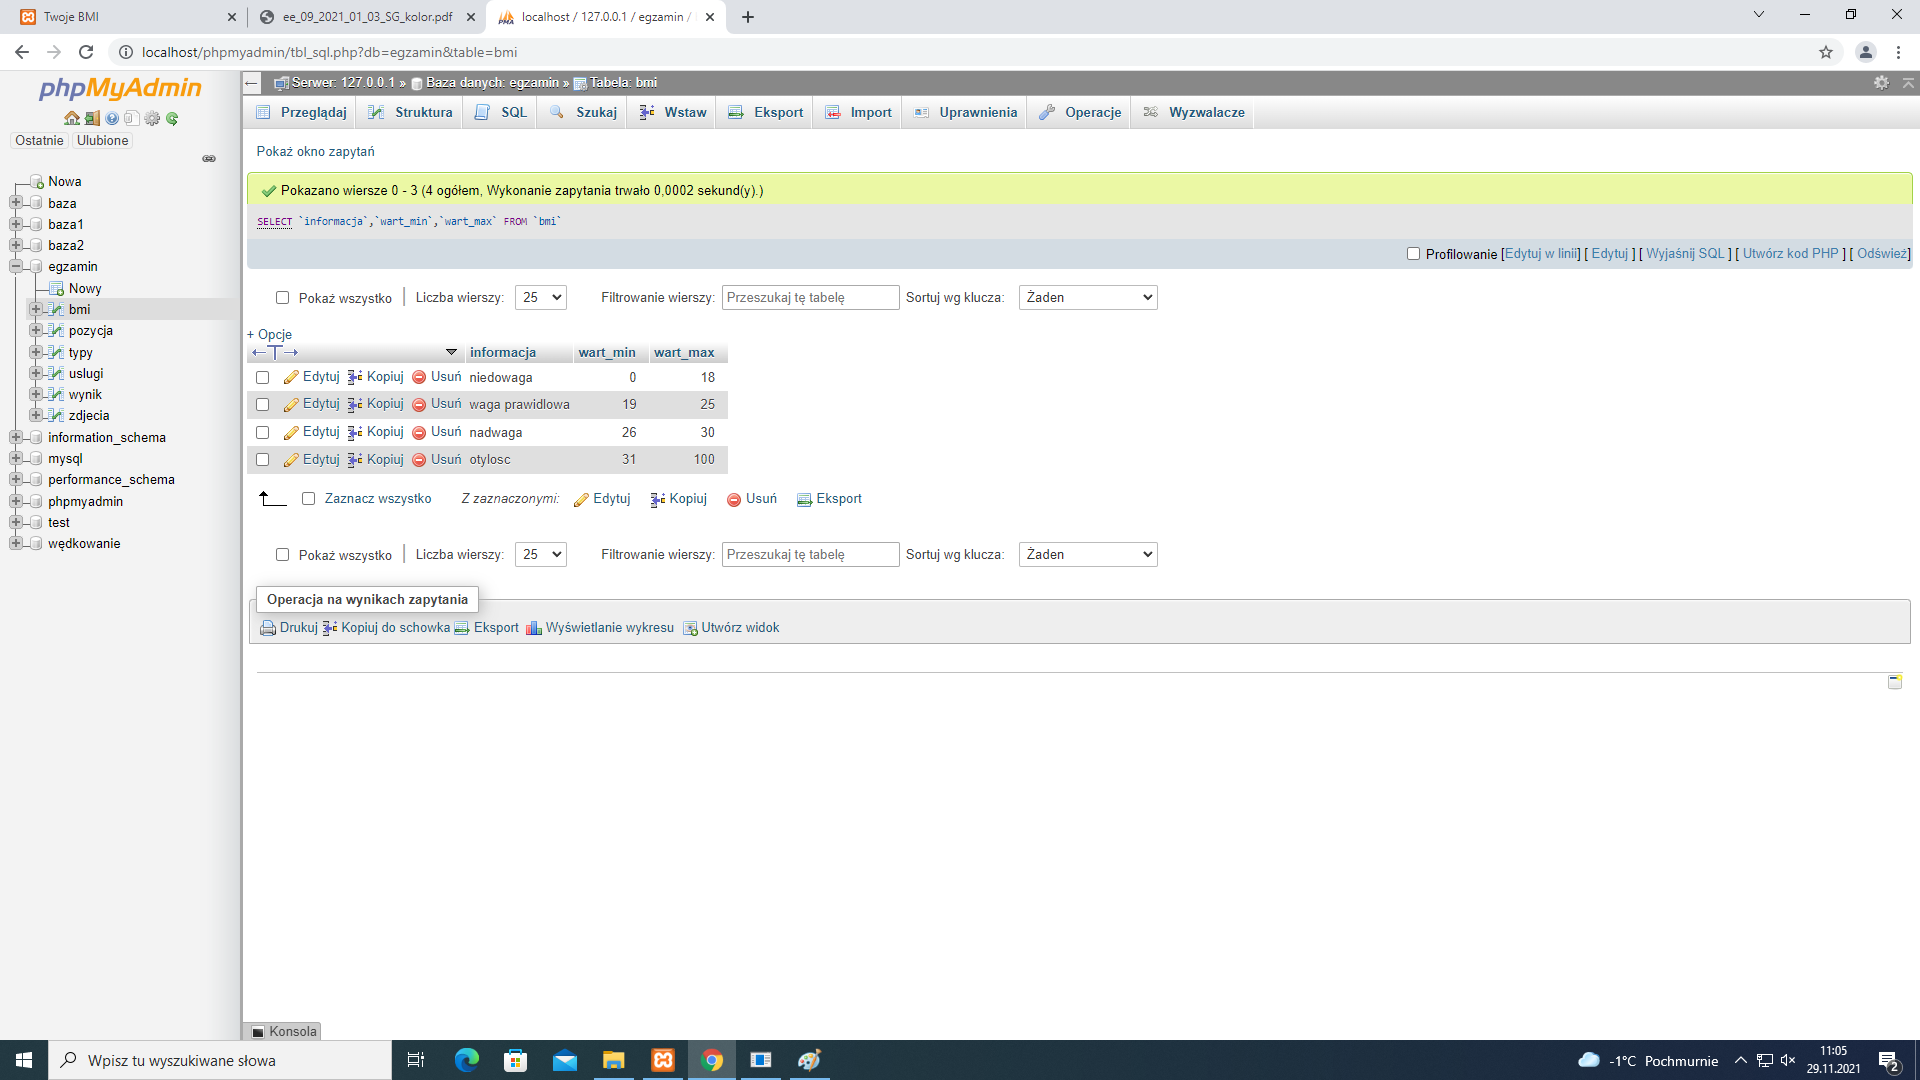 Twoje BMI
ee_09_2021_01_03_SG_kolor.pdf
localhost / 127.0.0.1 / egzamin /
localhost/phpmyadmin/tbl_sql.php?db=egzamin&table=bmi
phpMyAdmin
Ostatnie Ulubione
Nowa
baza
baza1
baza2
egzamin
Nowy
bmi
pozycja
typy
uslugi
wynik
zdjecia
information_schema
mysql
performance_schema
phpmyadmin
test
wędkowanie
Serwer: 127.0.0.1 » Baza danych: egzamin » Tabela: bmi
Przeglądaj Struktura SQL Szukaj Wstaw Eksport Import Uprawnienia Operacje Wyzwalacze
Pokaż okno zapytań
Pokazano wiersze 0 - 3 (4 ogółem, Wykonanie zapytania trwało 0,0002 sekund(y).)
SELECT `informacja`,`wart_min`,`wart_max` FROM `bmi`
Profilowanie [Edytuj w linii] [ Edytuj ] [ Wyjaśnij SQL ] [ Utwórz kod PHP ] [ Odśwież]
Pokaż wszystko | Liczba wierszy: 25 Filtrowanie wierszy: Przeszukaj tę tabelę Sortuj wg klucza: Żaden
+ Opcje
←T→ informacja wart_min wart_max
Edytuj Kopiuj Usuń niedowaga 0 18
Edytuj Kopiuj Usuń waga prawidlowa 19 25
Edytuj Kopiuj Usuń nadwaga 26 30
Edytuj Kopiuj Usuń otylosc 31 100
Zaznacz wszystko Z zaznaczonymi: Edytuj Kopiuj Usuń Eksport
Pokaż wszystko | Liczba wierszy: 25 Filtrowanie wierszy: Przeszukaj tę tabelę Sortuj wg klucza: Żaden
Operacja na wynikach zapytania
Drukuj Kopiuj do schowka Eksport Wyświetlanie wykresu Utwórz widok
Konsola
Wpisz tu wyszukiwane słowa
-1°C Pochmurnie
11:05
29.11.2021
2